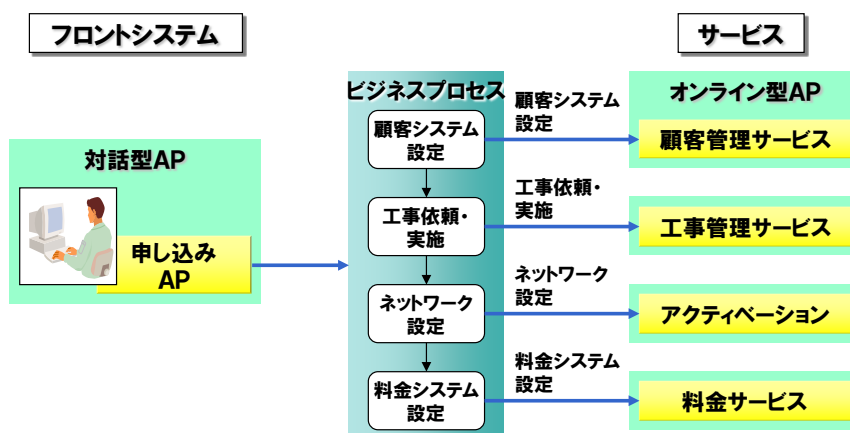 フロントシステム
サービス
対話型AP
申し込み
AP
ビジネスプロセス
顧客システム
設定
工事依頼・
実施
ネットワーク
設定
料金システム
設定
顧客システム
設定
工事依頼・
実施
ネットワーク
設定
料金システム
設定
オンライン型AP
顧客管理サービス
工事管理サービス
アクティベーション
料金サービス